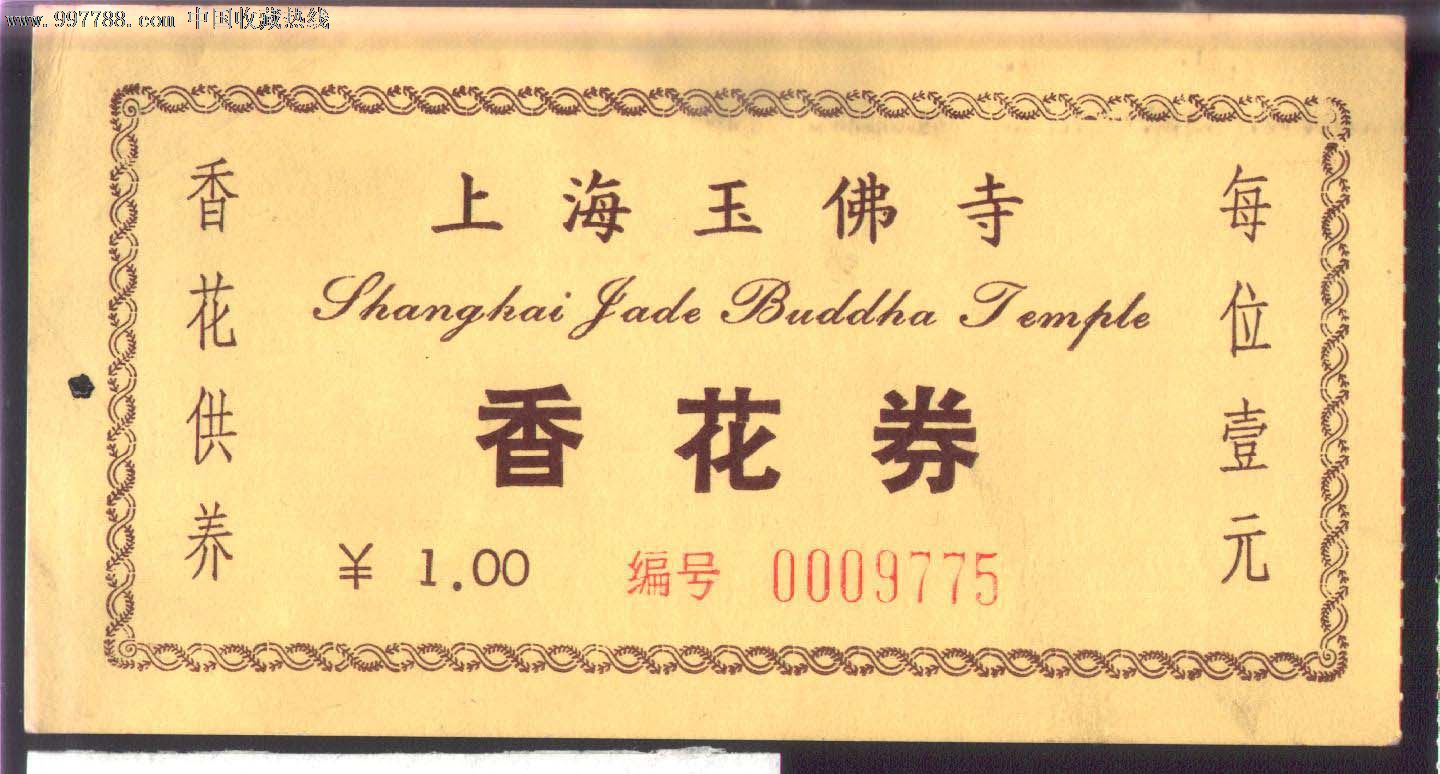 www.997788.com 中国收藏热线
香花供养
上海玉佛寺
Shanghai Jade Buddha Temple
香花券
¥ 1.00 编号 0009775
每位壹元